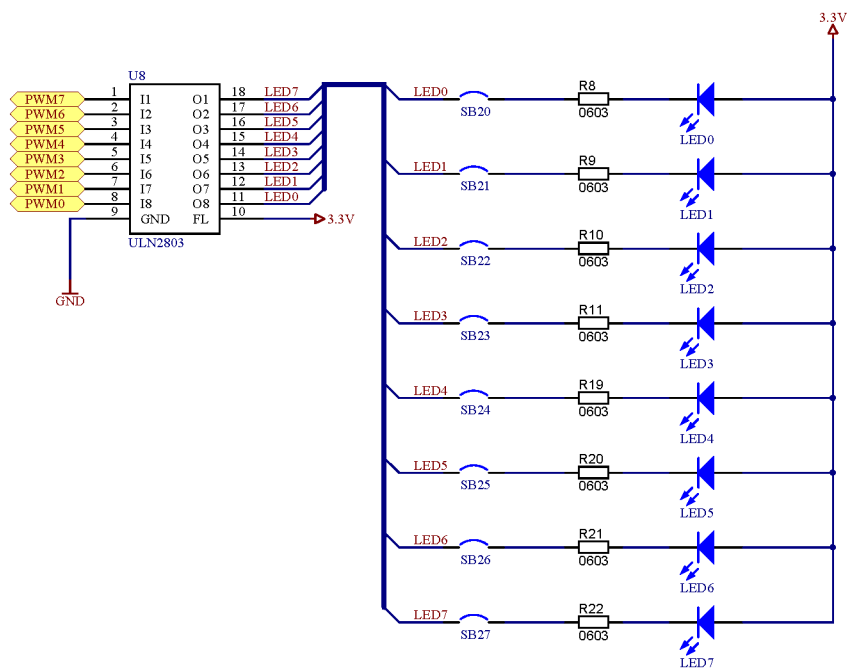 3.3V
U8
PWM7 1 I1 O1 18 LED7
PWM6 2 I2 O2 17 LED6
PWM5 3 I3 O3 16 LED5
PWM4 4 I4 O4 15 LED4
PWM3 5 I5 O5 14 LED3
PWM2 6 I6 O6 13 LED2
PWM1 7 I7 O7 12 LED1
PWM0 8 I8 O8 11 LED0
9 GND FL 10 3.3V
ULN2803
GND
LED0 R8
SB20 0603
LED0
LED1 R9
SB21 0603
LED1
LED2 R10
SB22 0603
LED2
LED3 R11
SB23 0603
LED3
LED4 R19
SB24 0603
LED4
LED5 R20
SB25 0603
LED5
LED6 R21
SB26 0603
LED6
LED7 R22
SB27 0603
LED7